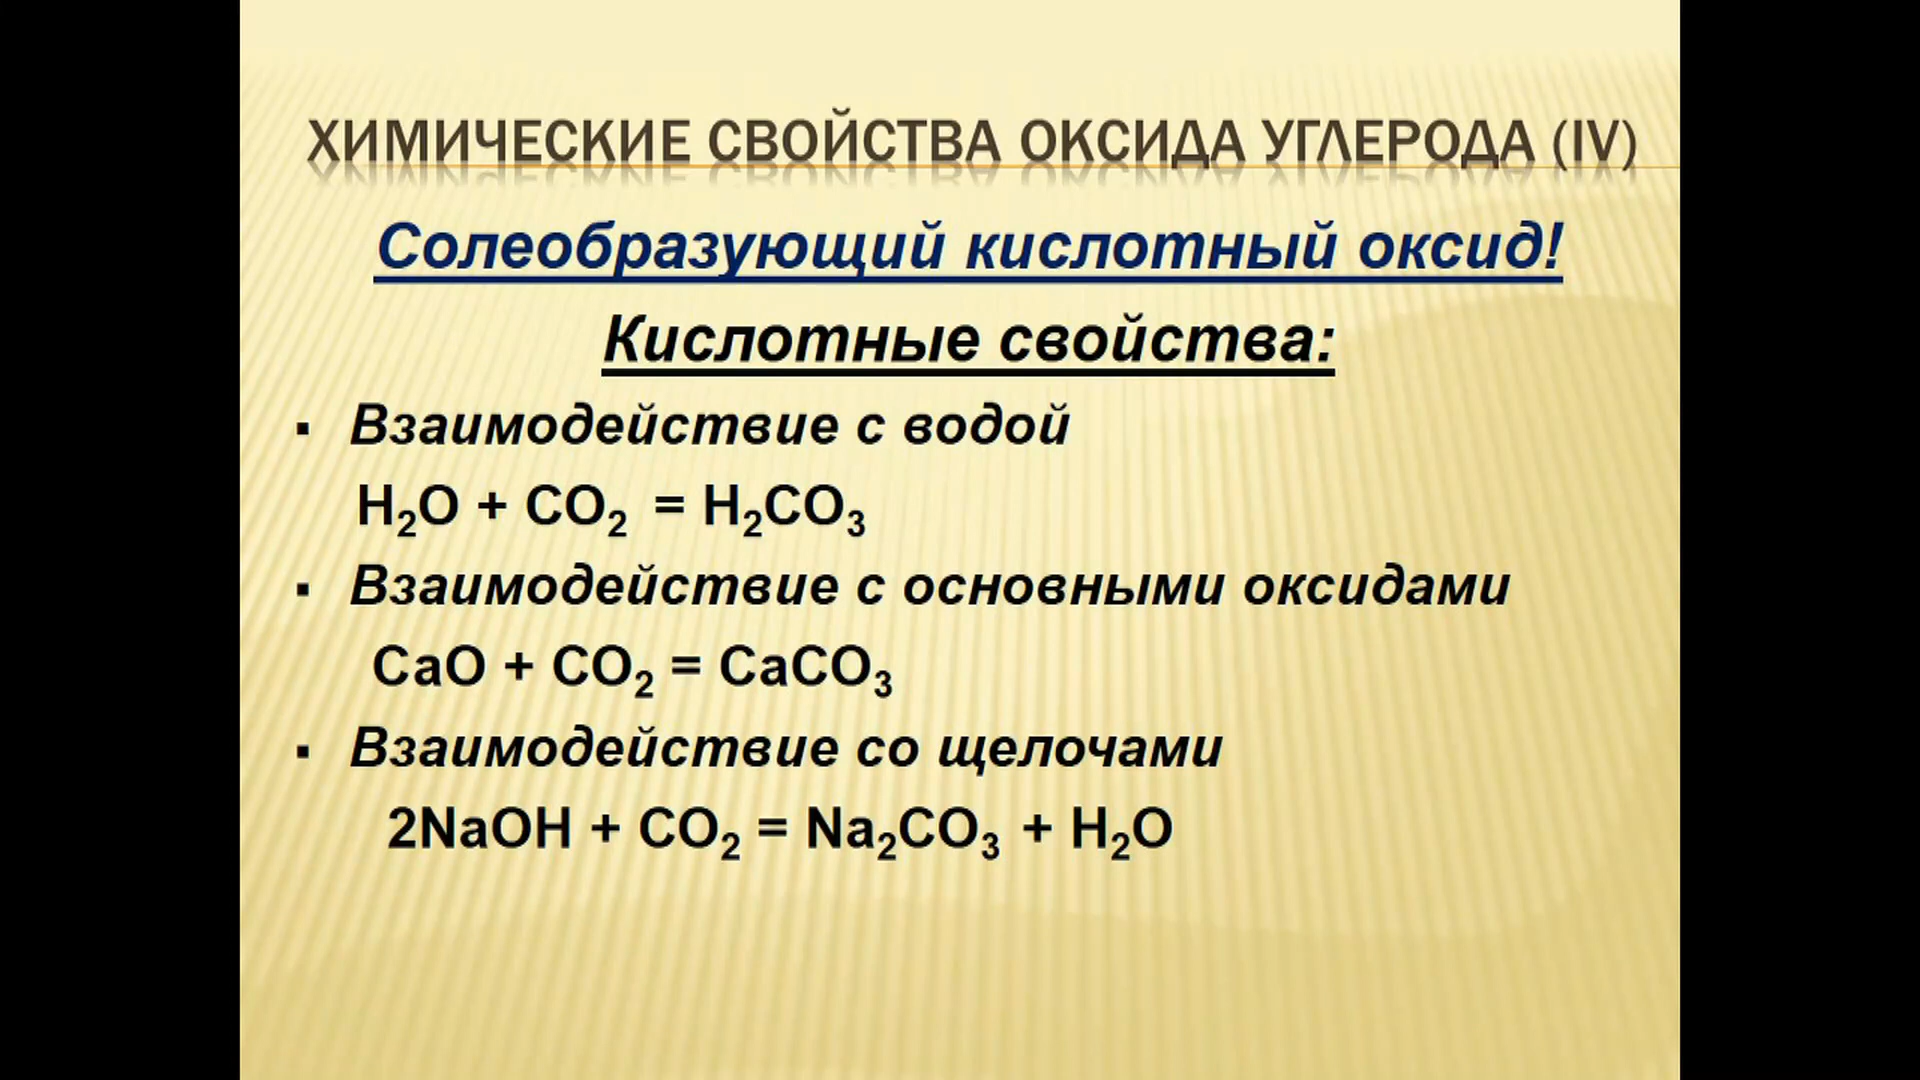 ХИМИЧЕСКИЕ СВОЙСТВА ОКСИДА УГЛЕРОДА (IV)
Солеобразующий кислотный оксид!
Кислотные свойства:
▪ Взаимодействие с водой
H₂O + CO₂ = H₂CO₃
▪ Взаимодействие с основными оксидами
CaO + CO₂ = CaCO₃
▪ Взаимодействие со щелочами
2NaOH + CO₂ = Na₂CO₃ + H₂O